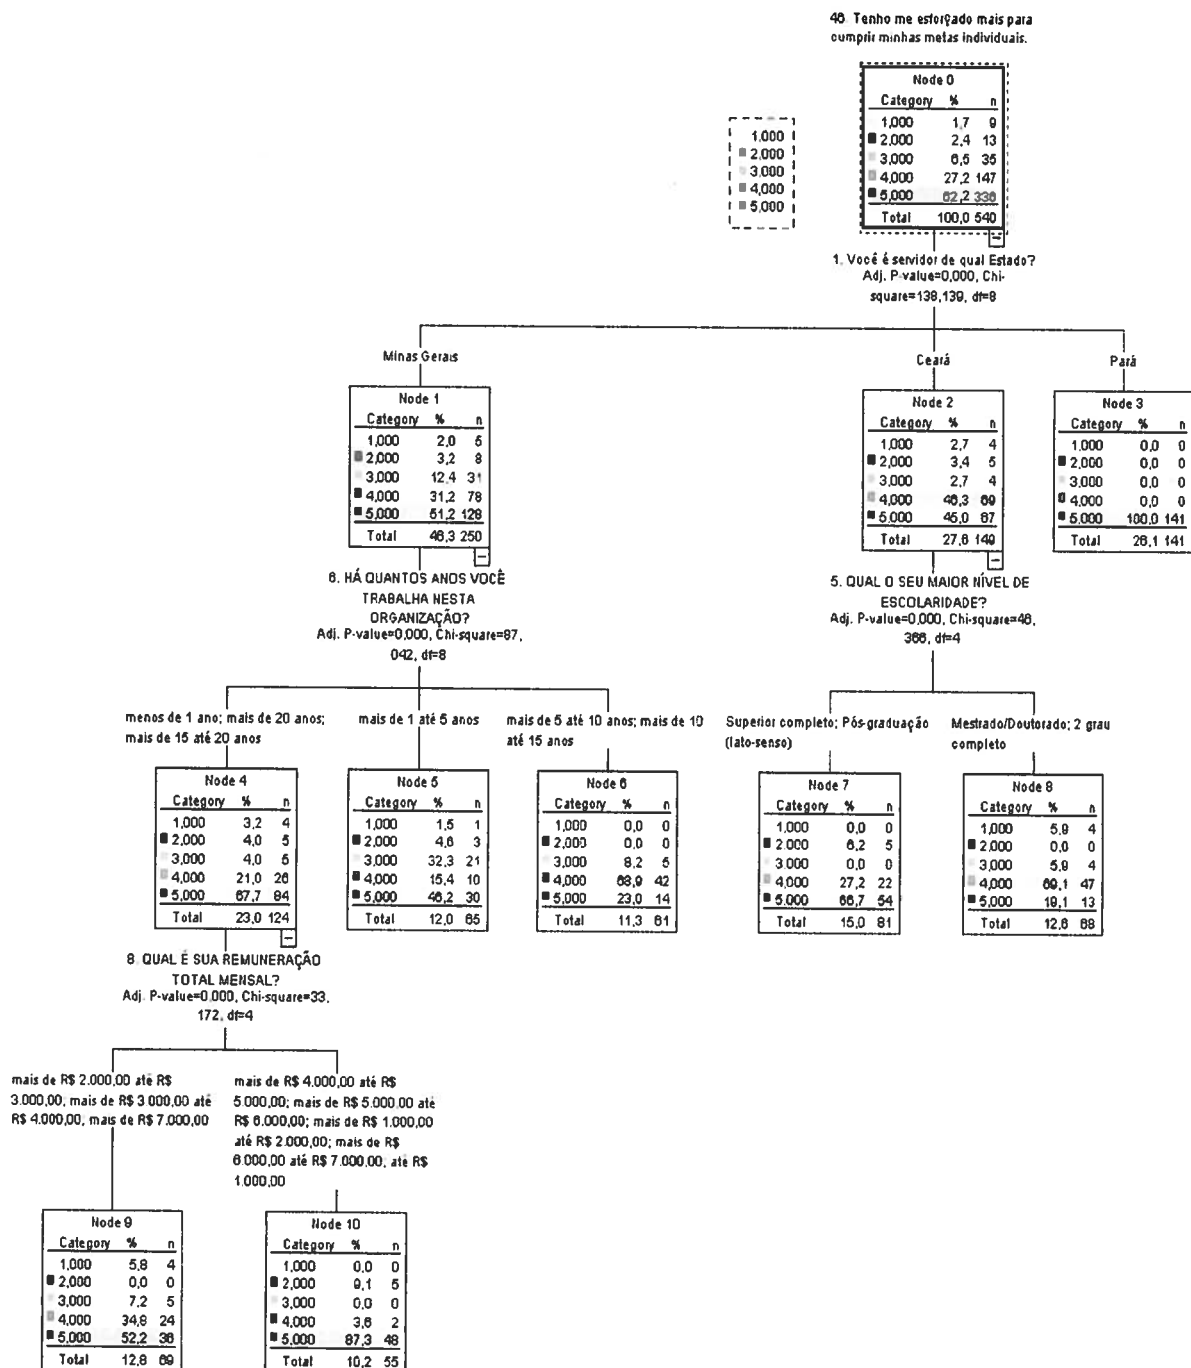 46. Tenho me esforçado mais para
cumprir minhas metas individuais.
Node 0
Category % n
1,000 1,7 9
2,000 2,4 13
3,000 6,5 35
4,000 27,2 147
5,000 62,2 336
Total 100,0 540
1,000
2,000
3,000
4,000
5,000
1. Você é servidor de qual Estado?
Adj. P-value=0,000, Chi-
square=138,139, df=8
Minas Gerais
Ceará
Pará
Node 1
Category % n
1,000 2,0 5
2,000 3,2 8
3,000 12,4 31
4,000 31,2 78
5,000 51,2 128
Total 46,3 250
Node 2
Category % n
1,000 2,7 4
2,000 3,4 5
3,000 2,7 4
4,000 46,3 69
5,000 45,0 67
Total 27,6 149
Node 3
Category % n
1,000 0,0 0
2,000 0,0 0
3,000 0,0 0
4,000 0,0 0
5,000 100,0 141
Total 26,1 141
6. HÁ QUANTOS ANOS VOCÊ
TRABALHA NESTA
ORGANIZAÇÃO?
Adj. P-value=0,000, Chi-square=87,
042, df=8
5. QUAL O SEU MAIOR NÍVEL DE
ESCOLARIDADE?
Adj. P-value=0,000, Chi-square=46,
366, df=4
menos de 1 ano; mais de 20 anos;
mais de 15 até 20 anos
mais de 1 até 5 anos
mais de 5 até 10 anos; mais de 10
até 15 anos
Superior completo; Pós-graduação
(lato-senso)
Mestrado/Doutorado; 2 grau
completo
Node 4
Category % n
1,000 3,2 4
2,000 4,0 5
3,000 4,0 5
4,000 21,0 26
5,000 67,7 84
Total 23,0 124
Node 5
Category % n
1,000 1,5 1
2,000 4,6 3
3,000 32,3 21
4,000 15,4 10
5,000 46,2 30
Total 12,0 65
Node 6
Category % n
1,000 0,0 0
2,000 0,0 0
3,000 8,2 5
4,000 68,9 42
5,000 23,0 14
Total 11,3 61
Node 7
Category % n
1,000 0,0 0
2,000 6,2 5
3,000 0,0 0
4,000 27,2 22
5,000 66,7 54
Total 15,0 81
Node 8
Category % n
1,000 5,9 4
2,000 0,0 0
3,000 5,9 4
4,000 69,1 47
5,000 19,1 13
Total 12,6 68
8. QUAL É SUA REMUNERAÇÃO
TOTAL MENSAL?
Adj. P-value=0,000, Chi-square=33,
172, df=4
mais de R$ 2.000,00 até R$
3.000,00; mais de R$ 3.000,00 até
R$ 4.000,00; mais de R$ 7.000,00
mais de R$ 4.000,00 até R$
5.000,00; mais de R$ 5.000,00 até
R$ 6.000,00; mais de R$ 1.000,00
até R$ 2.000,00; mais de R$
6.000,00 até R$ 7.000,00; até R$
1.000,00
Node 9
Category % n
1,000 5,8 4
2,000 0,0 0
3,000 7,2 5
4,000 34,8 24
5,000 52,2 36
Total 12,8 69
Node 10
Category % n
1,000 0,0 0
2,000 9,1 5
3,000 0,0 0
4,000 3,6 2
5,000 87,3 48
Total 10,2 55